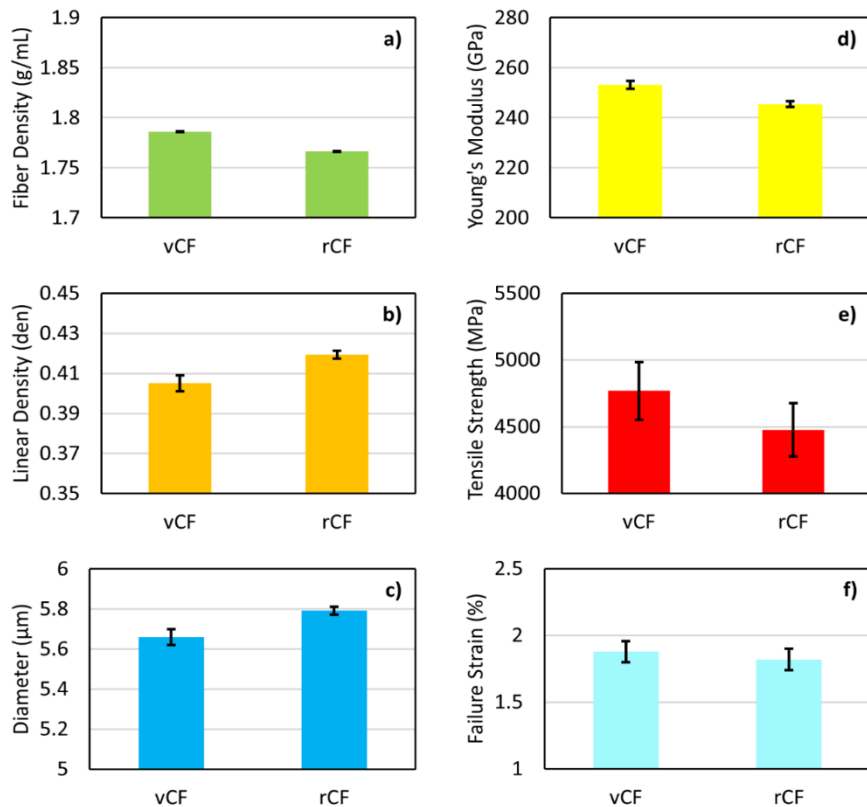 a)
Fiber Density (g/mL)
1.9
1.85
1.8
1.75
1.7
vCF rCF
d)
Young's Modulus (GPa)
280
260
240
220
200
vCF rCF
b)
Linear Density (den)
0.45
0.43
0.41
0.39
0.37
0.35
vCF rCF
e)
Tensile Strength (MPa)
5500
5000
4500
4000
vCF rCF
c)
Diameter (µm)
6
5.8
5.6
5.4
5.2
5
vCF rCF
f)
Failure Strain (%)
2.5
2
1.5
1
vCF rCF